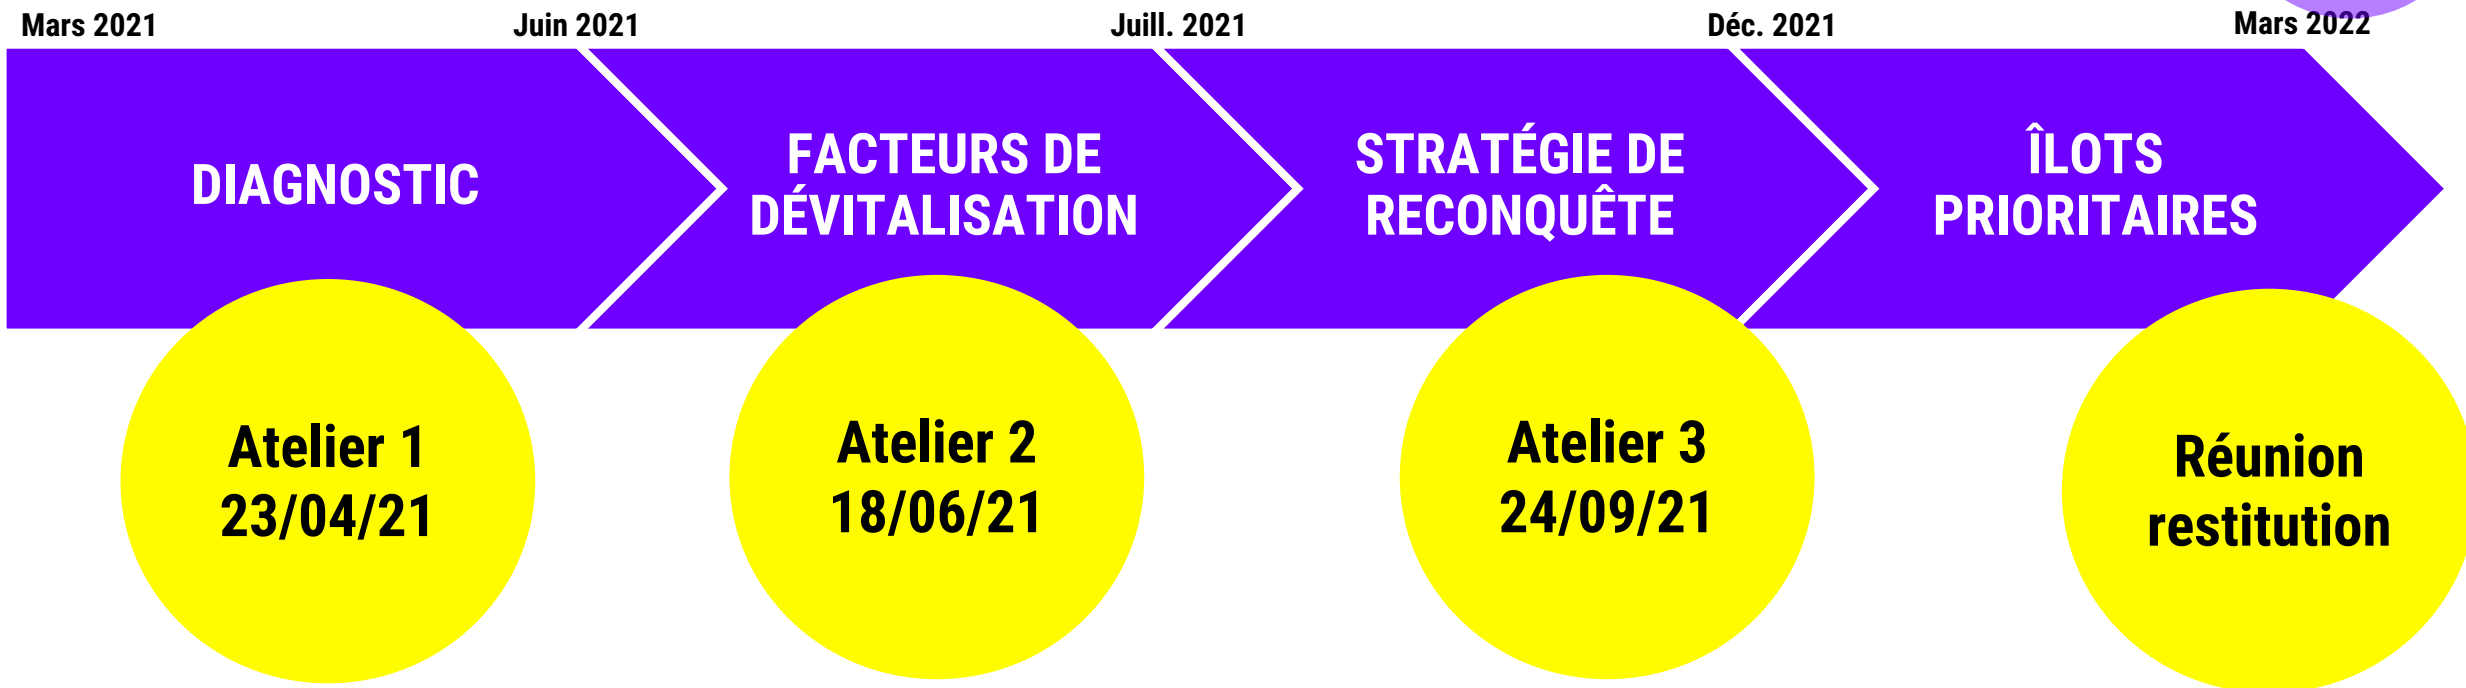 Mars 2021
Juin 2021
Juill. 2021
Déc. 2021
Mars 2022
DIAGNOSTIC
FACTEURS DE
DÉVITALISATION
STRATÉGIE DE
RECONQUÊTE
ÎLOTS
PRIORITAIRES
Atelier 1
23/04/21
Atelier 2
18/06/21
Atelier 3
24/09/21
Réunion
restitution